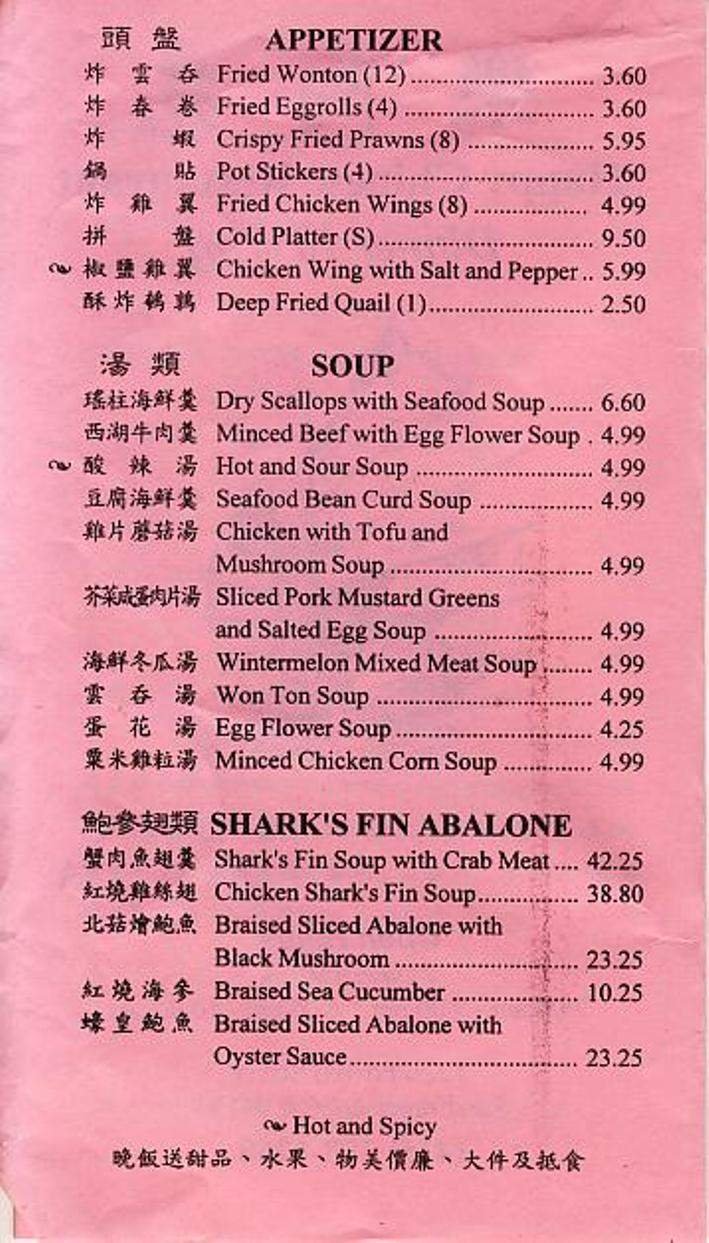 頭 盤 APPETIZER
炸 雲 吞 Fried Wonton (12) ............................ 3.60
炸 春 卷 Fried Eggrolls (4) ............................. 3.60
炸 蝦 Crispy Fried Prawns (8) ................... 5.95
鍋 貼 Pot Stickers (4) ................................. 3.60
炸 雞 翼 Fried Chicken Wings (8) ................. 4.99
拼 盤 Cold Platter (S) ................................. 9.50
椒鹽雞翼 Chicken Wing with Salt and Pepper .. 5.99
酥炸鵪鶉 Deep Fried Quail (1) ......................... 2.50
湯 類 SOUP
瑤柱海鮮羹 Dry Scallops with Seafood Soup ....... 6.60
西湖牛肉羹 Minced Beef with Egg Flower Soup . 4.99
酸 辣 湯 Hot and Sour Soup ........................... 4.99
豆腐海鮮羹 Seafood Bean Curd Soup ................. 4.99
雞片蘑菇湯 Chicken with Tofu and
Mushroom Soup ............................... 4.99
芥菜咸蛋肉片湯 Sliced Pork Mustard Greens
and Salted Egg Soup ........................ 4.99
海鮮冬瓜湯 Wintermelon Mixed Meat Soup ........ 4.99
雲 吞 湯 Won Ton Soup ................................. 4.99
蛋 花 湯 Egg Flower Soup .............................. 4.25
粟米雞粒湯 Minced Chicken Corn Soup .............. 4.99
鮑參翅類 SHARK'S FIN ABALONE
蟹肉魚翅羹 Shark's Fin Soup with Crab Meat .... 42.25
紅燒雞絲翅 Chicken Shark's Fin Soup ................ 38.80
北菇燴鮑魚 Braised Sliced Abalone with
Black Mushroom ............................ 23.25
紅燒海參 Braised Sea Cucumber ................... 10.25
蠔皇鮑魚 Braised Sliced Abalone with
Oyster Sauce ................................... 23.25
Hot and Spicy
晚飯送甜品、水果、物美價廉、大件及抵食